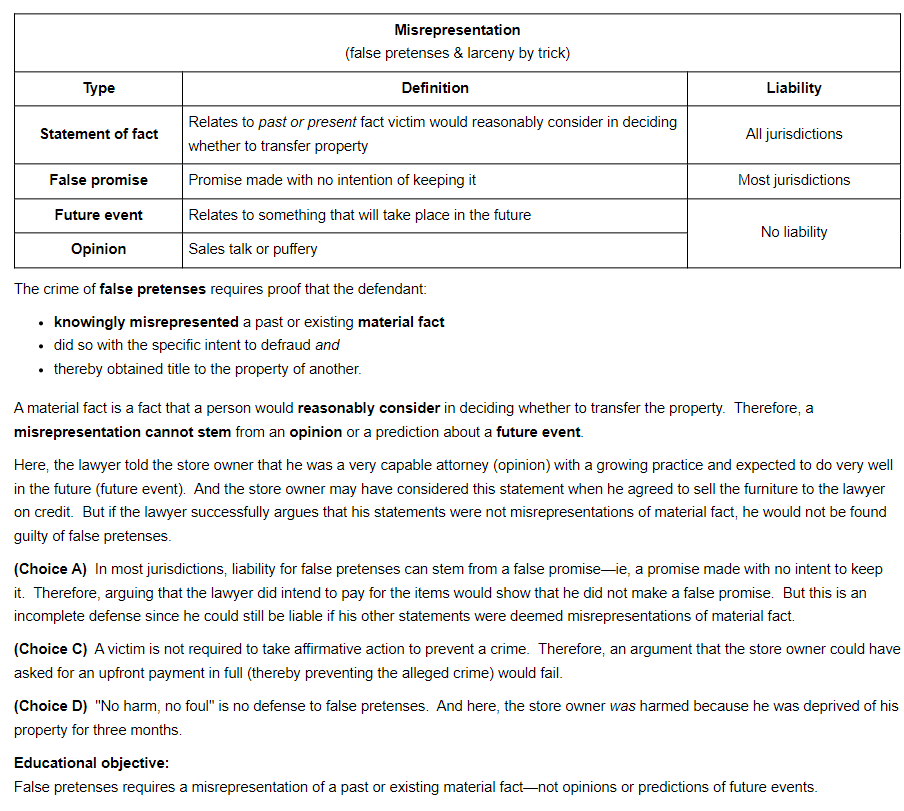 Misrepresentation
(false pretenses & larceny by trick)
Type Definition Liability
Statement of fact Relates to past or present fact victim would reasonably consider in deciding whether to transfer property All jurisdictions
False promise Promise made with no intention of keeping it Most jurisdictions
Future event Relates to something that will take place in the future No liability
Opinion Sales talk or puffery
The crime of false pretenses requires proof that the defendant:
• knowingly misrepresented a past or existing material fact
• did so with the specific intent to defraud and
• thereby obtained title to the property of another.
A material fact is a fact that a person would reasonably consider in deciding whether to transfer the property. Therefore, a
misrepresentation cannot stem from an opinion or a prediction about a future event.
Here, the lawyer told the store owner that he was a very capable attorney (opinion) with a growing practice and expected to do very well
in the future (future event). And the store owner may have considered this statement when he agreed to sell the furniture to the lawyer
on credit. But if the lawyer successfully argues that his statements were not misrepresentations of material fact, he would not be found
guilty of false pretenses.
(Choice A) In most jurisdictions, liability for false pretenses can stem from a false promise—ie, a promise made with no intent to keep
it. Therefore, arguing that the lawyer did intend to pay for the items would show that he did not make a false promise. But this is an
incomplete defense since he could still be liable if his other statements were deemed misrepresentations of material fact.
(Choice C) A victim is not required to take affirmative action to prevent a crime. Therefore, an argument that the store owner could have
asked for an upfront payment in full (thereby preventing the alleged crime) would fail.
(Choice D) "No harm, no foul" is no defense to false pretenses. And here, the store owner was harmed because he was deprived of his
property for three months.
Educational objective:
False pretenses requires a misrepresentation of a past or existing material fact—not opinions or predictions of future events.